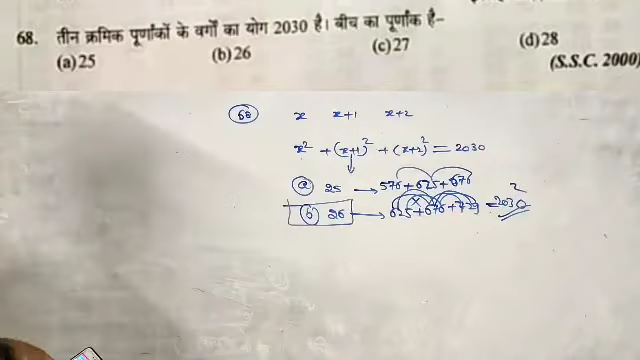 68. तीन क्रमिक पूर्णांकों के वर्गों का योग 2030 है। बीच का पूर्णांक है–
(a) 25 (b) 26 (c) 27 (d) 28
(S.S.C. 2000)
68 x x+1 x+2
x² + (x+1)² + (x+2)² = 2030
a 25 → 576+625+676
b 26 → 625+676+729 = 2030